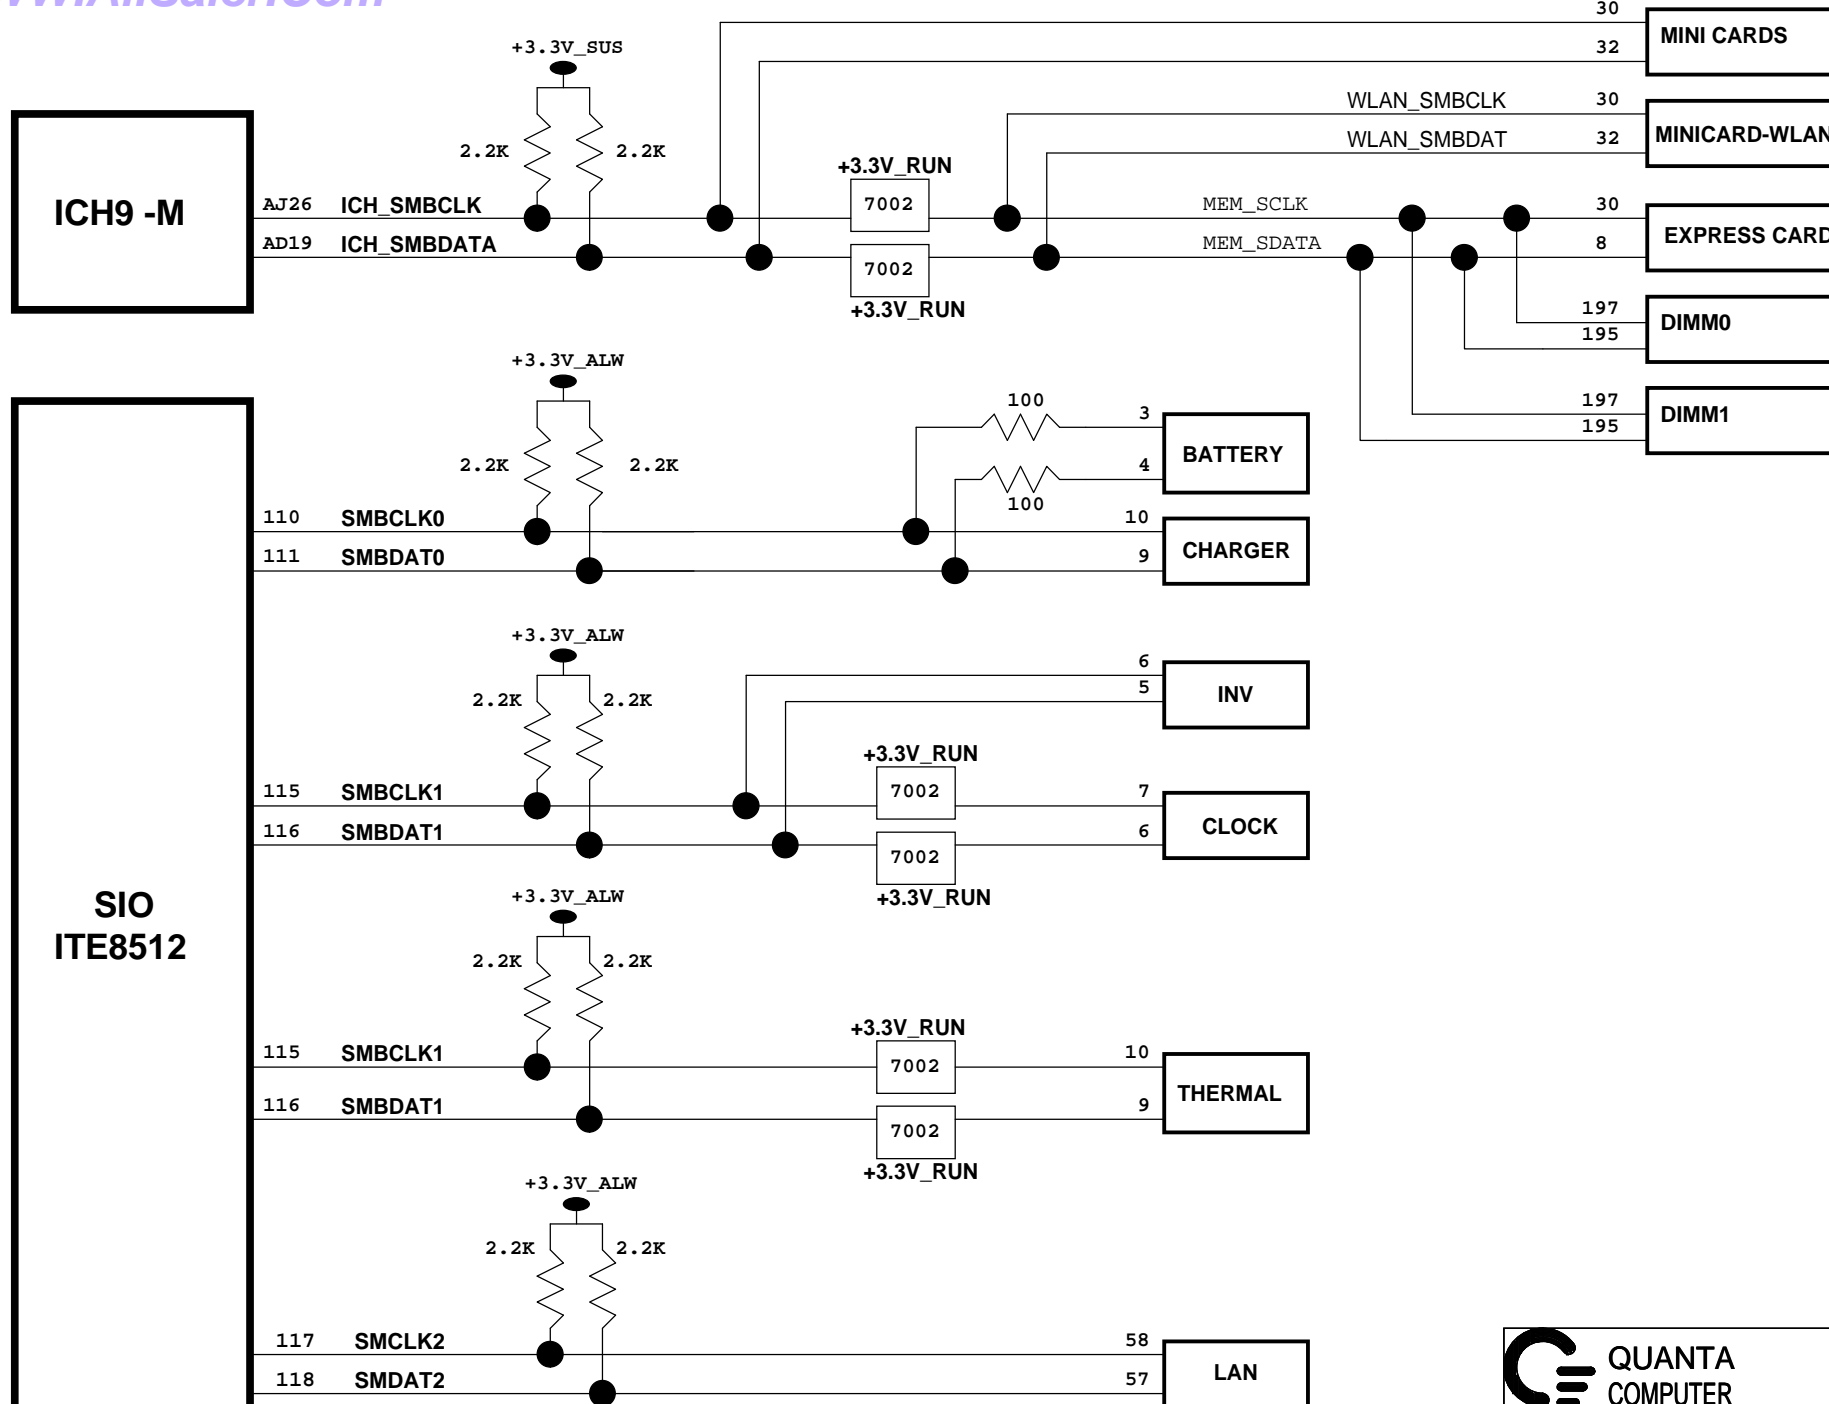 30
MINI CARDS
32
+3.3V_SUS
WLAN_SMBCLK 30
MINICARD-WLAN
WLAN_SMBDAT 32
2.2K 2.2K
+3.3V_RUN
ICH9 -M
AJ26 ICH_SMBCLK 7002 MEM_SCLK 30
EXPRESS CARD
AD19 ICH_SMBDATA 7002 MEM_SDATA 8
+3.3V_RUN
197
DIMM0
195
+3.3V_ALW
100 3 197
DIMM1
195
BATTERY
2.2K 2.2K 4
100
110 SMBCLK0 10
CHARGER
111 SMBDAT0 9
+3.3V_ALW
6
5
INV
2.2K 2.2K
+3.3V_RUN
115 SMBCLK1 7002 7
CLOCK
116 SMBDAT1 7002 6
+3.3V_RUN
+3.3V_ALW
SIO
ITE8512
2.2K 2.2K
+3.3V_RUN
115 SMBCLK1 7002 10
THERMAL
116 SMBDAT1 7002 9
+3.3V_RUN
+3.3V_ALW
2.2K 2.2K
117 SMCLK2 58
LAN
118 SMDAT2 57
QUANTA
COMPUTER